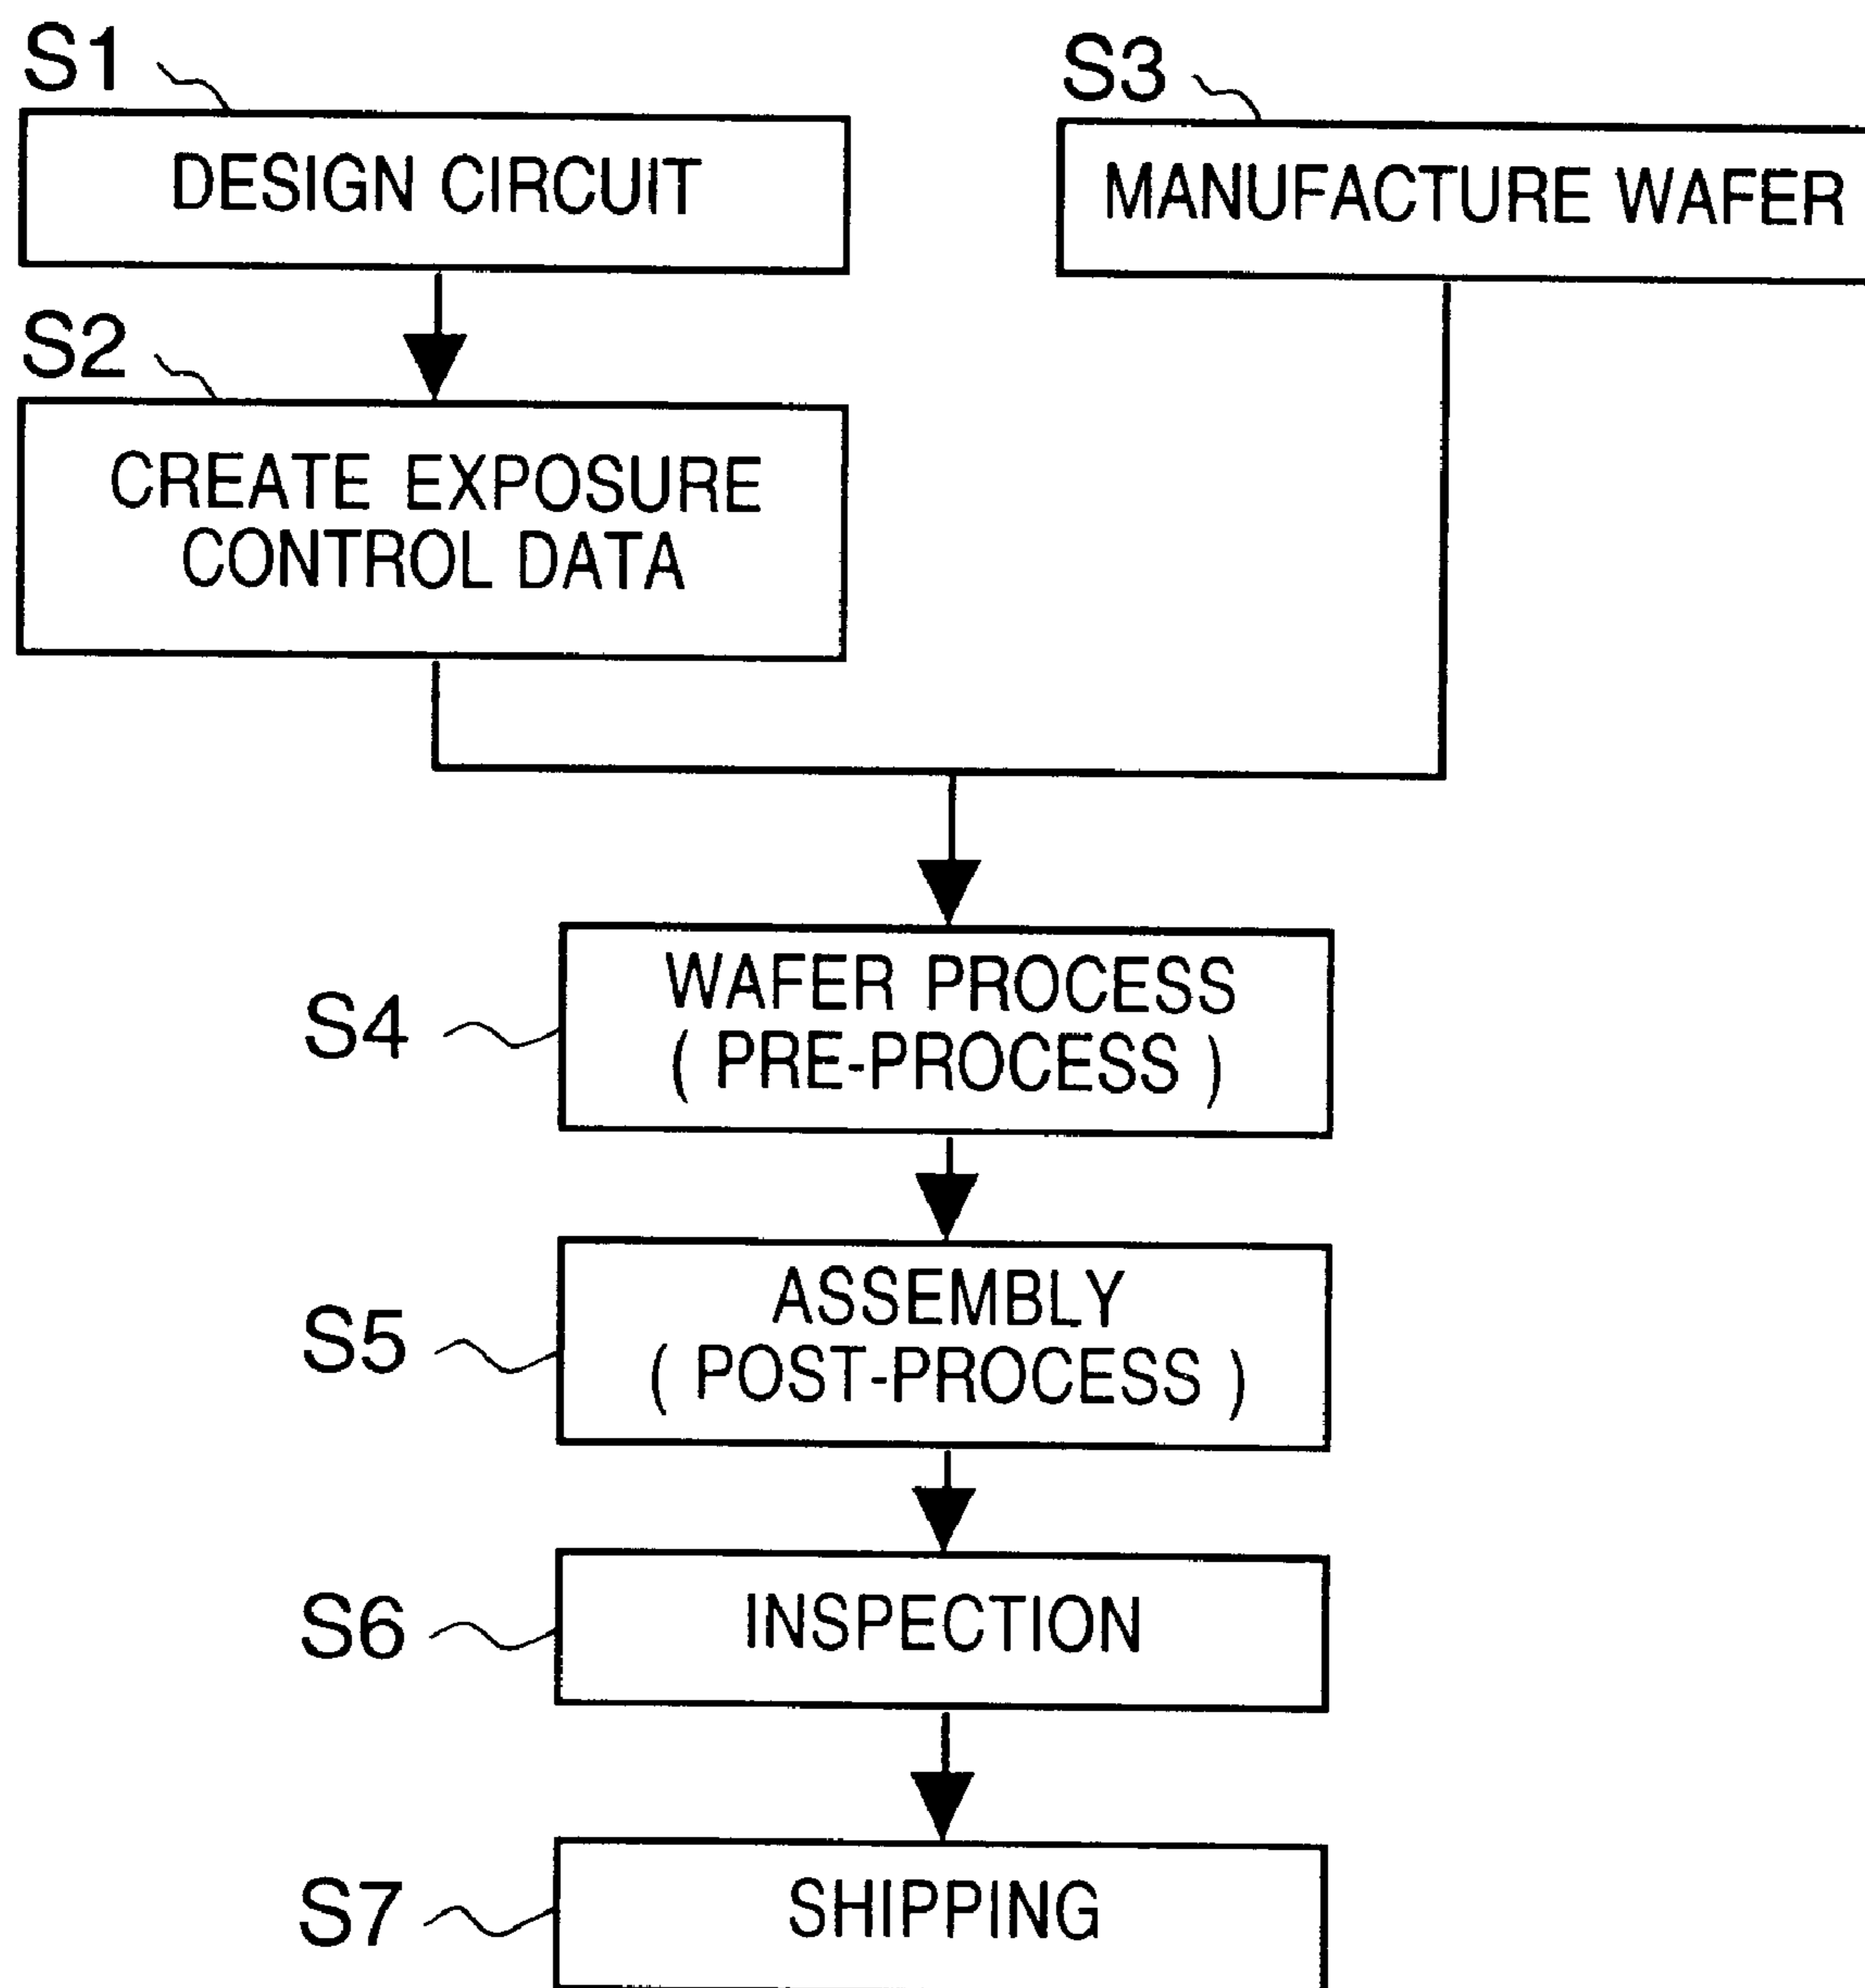 S1
DESIGN CIRCUIT
S3
MANUFACTURE WAFER
S2
CREATE EXPOSURE
CONTROL DATA
S4
WAFER PROCESS
( PRE-PROCESS )
S5
ASSEMBLY
( POST-PROCESS )
S6
INSPECTION
S7
SHIPPING